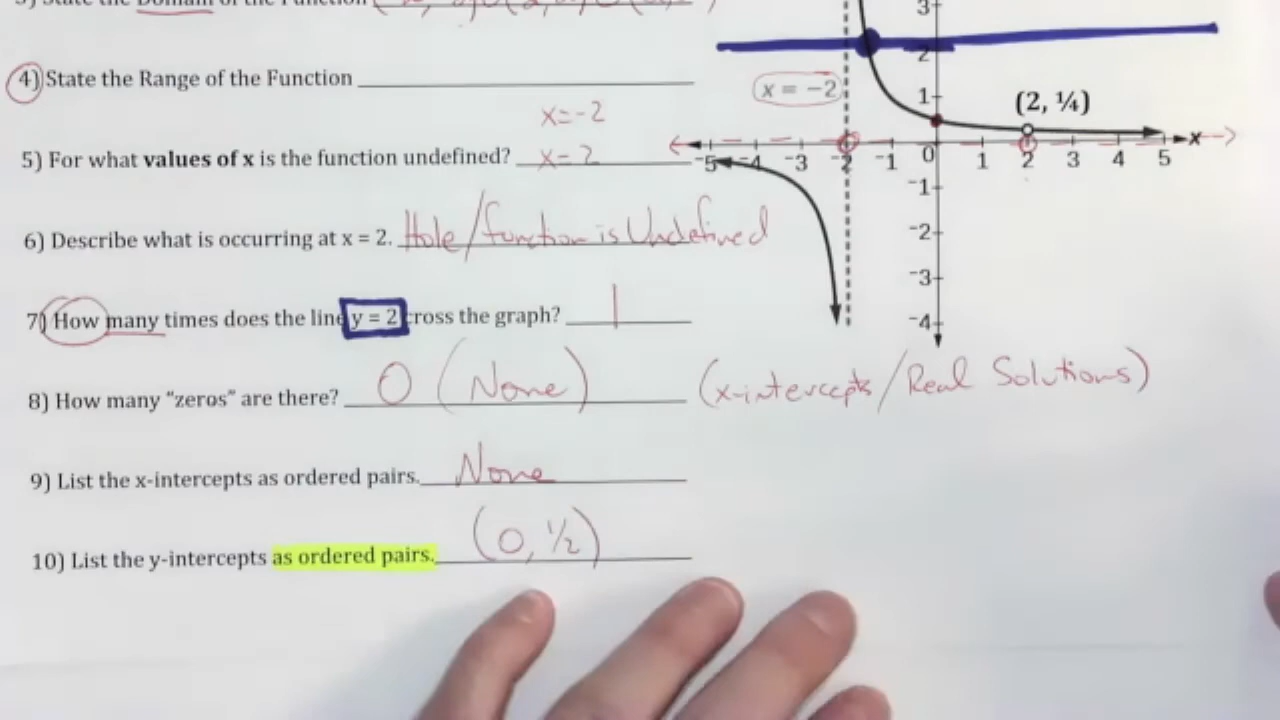 3) State the Domain of the Function
4) State the Range of the Function
x=-2
5) For what values of x is the function undefined? x=2
6) Describe what is occurring at x = 2. Hole/function is Undefined
7) How many times does the line y = 2 cross the graph? 1
8) How many “zeros” are there? 0 (None) (x-intercepts/Real Solutions)
9) List the x-intercepts as ordered pairs. None
10) List the y-intercepts as ordered pairs. (0, ½)
3
2
x = -2
1
(2, ¼)
-5 -4 -3 -2 -1 0 1 2 3 4 5 x
-1
-2
-3
-4